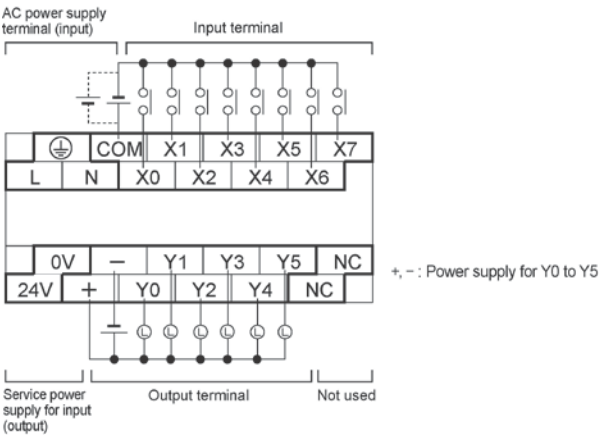 AC power supply
terminal (input)
Input terminal
COM X1 X3 X5 X7
L N X0 X2 X4 X6
0V − Y1 Y3 Y5 NC
24V + Y0 Y2 Y4 NC
+, − : Power supply for Y0 to Y5
L L L L L L
Service power
supply for input
(output)
Output terminal
Not used